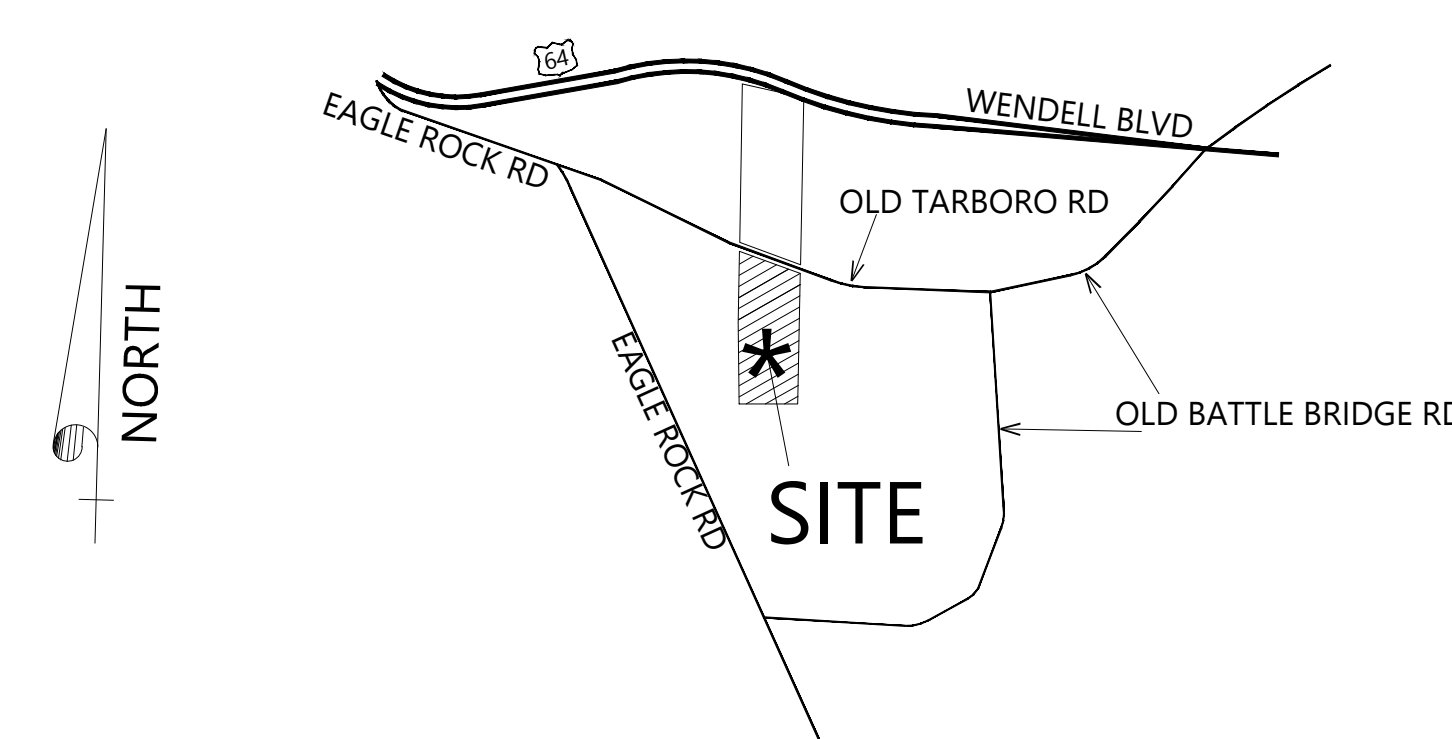 64
WENDELL BLVD
EAGLE ROCK RD
OLD TARBORO RD
NORTH
EAGLE ROCK RD
OLD BATTLE BRIDGE RD
*
SITE